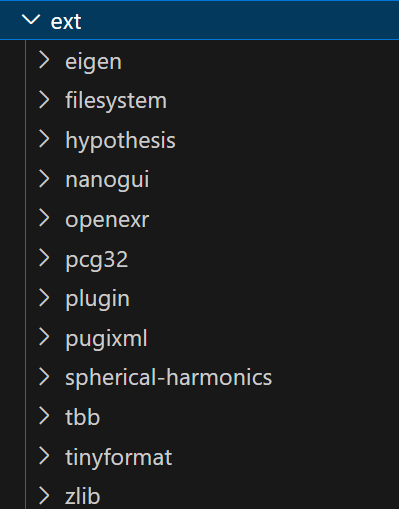 ext
eigen
filesystem
hypothesis
nanogui
openexr
pcg32
plugin
pugixml
spherical-harmonics
tbb
tinyformat
zlib